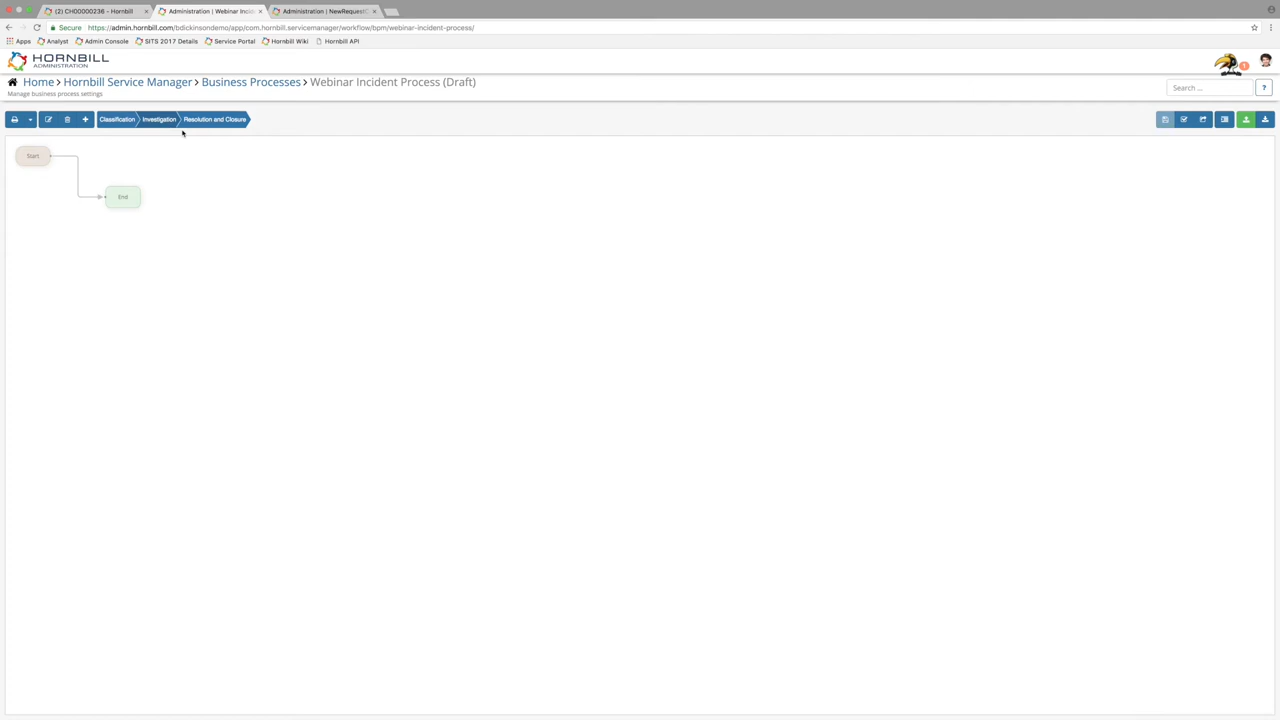 (2) CH00000236 - Hornbill
Administration | Webinar Incid
Administration | NewRequestC
Secure
https://admin.hornbill.com/bdickinsondemo/app/com.hornbill.servicemanager/workflow/bpm/webinar-incident-process/
Apps
Analyst
Admin Console
SITS 2017 Details
Service Portal
Hornbill Wiki
Hornbill API
HORNBILL
ADMINISTRATION
1
Home > Hornbill Service Manager > Business Processes > Webinar Incident Process (Draft)
Manage business process settings
Search ...
?
Classification
Investigation
Resolution and Closure
Start
End